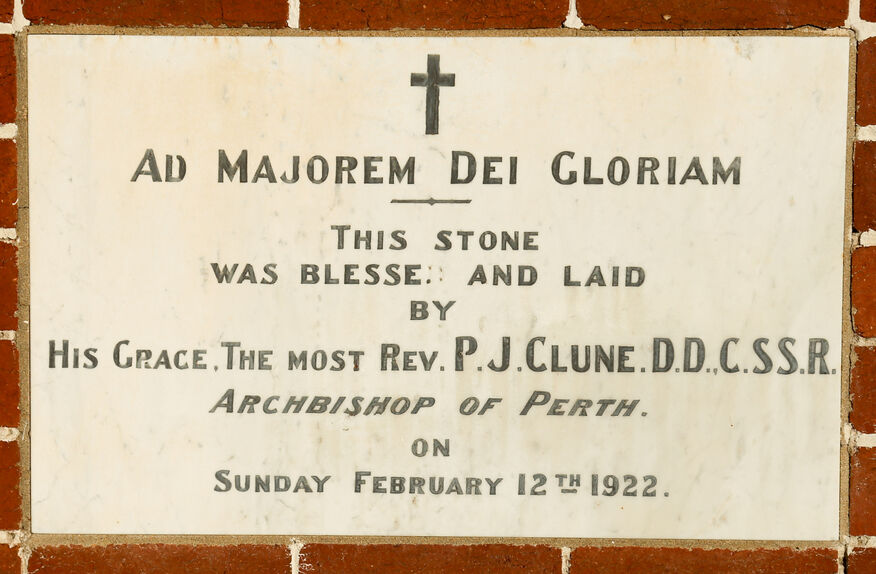 AD MAJOREM DEI GLORIAM
THIS STONE
WAS BLESSE. AND LAID
BY
HIS GRACE, THE MOST REV. P.J.CLUNE.D.D.,C.SS.R.
ARCHBISHOP OF PERTH.
ON
SUNDAY FEBRUARY 12TH 1922.